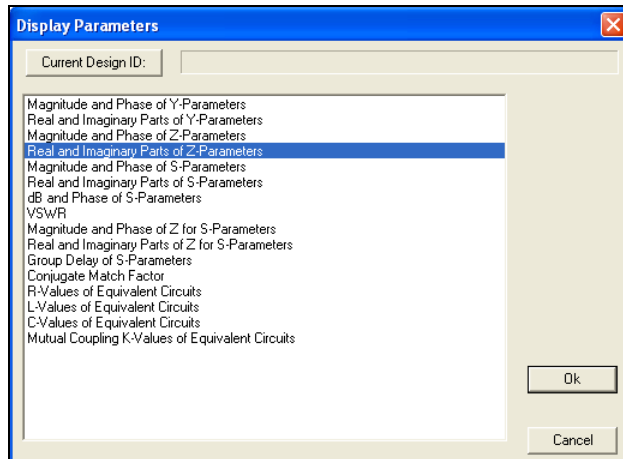 Display Parameters
Current Design ID:
Magnitude and Phase of Y-Parameters
Real and Imaginary Parts of Y-Parameters
Magnitude and Phase of Z-Parameters
Real and Imaginary Parts of Z-Parameters
Magnitude and Phase of S-Parameters
Real and Imaginary Parts of S-Parameters
dB and Phase of S-Parameters
VSWR
Magnitude and Phase of Z for S-Parameters
Real and Imaginary Parts of Z for S-Parameters
Group Delay of S-Parameters
Conjugate Match Factor
R-Values of Equivalent Circuits
L-Values of Equivalent Circuits
C-Values of Equivalent Circuits
Mutual Coupling K-Values of Equivalent Circuits
Ok
Cancel